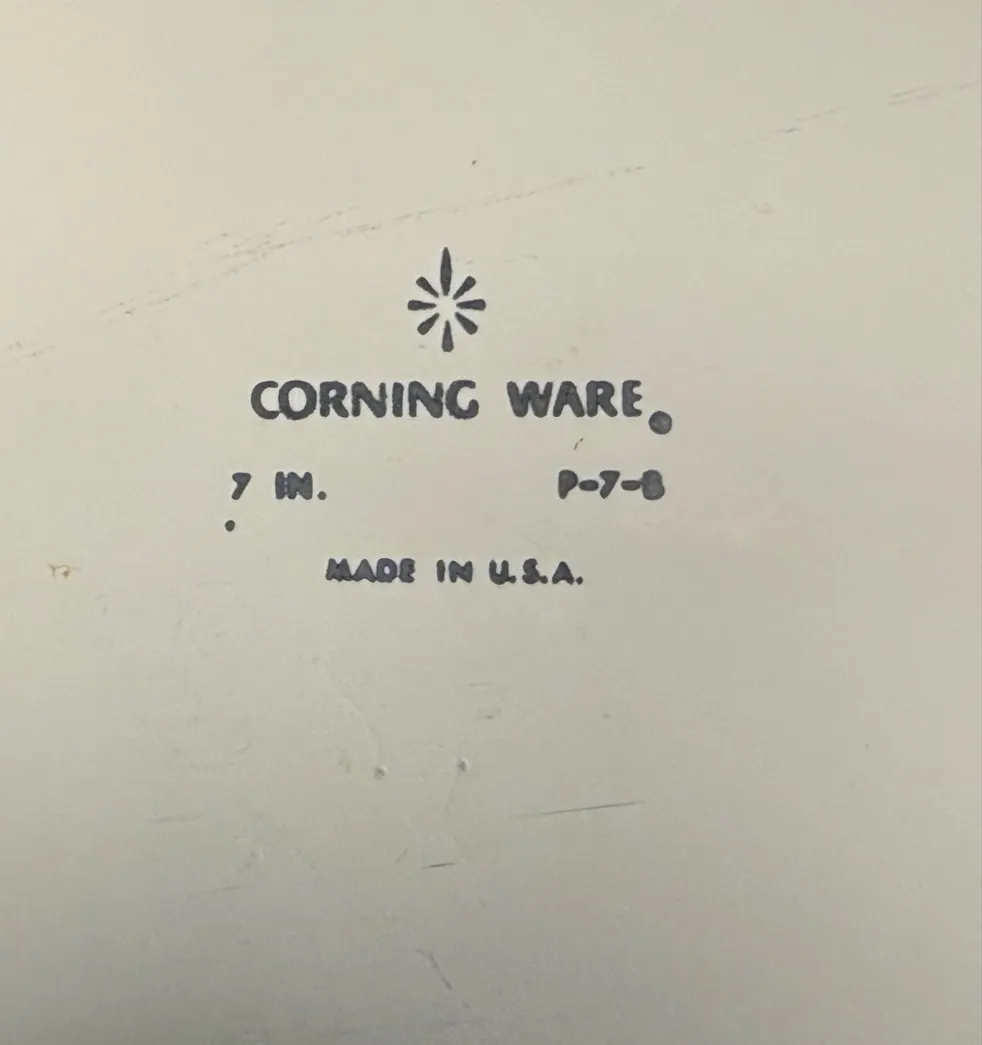 CORNING WARE®
7 IN. P-7-B
MADE IN U.S.A.